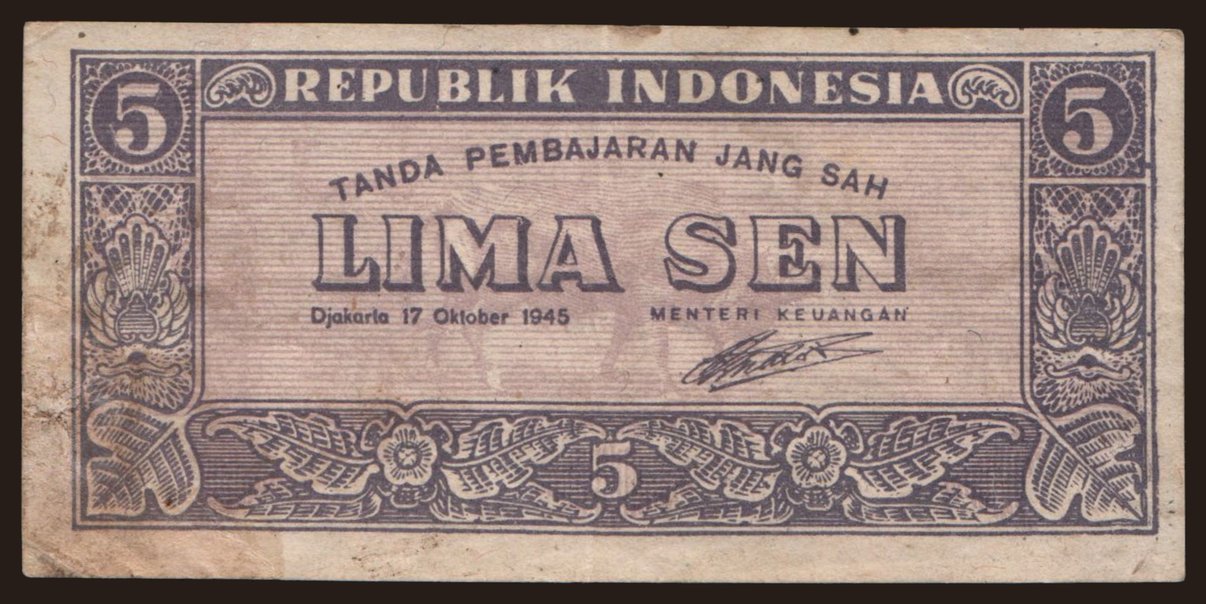 5 REPUBLIK INDONESIA 5
TANDA PEMBAJARAN JANG SAH
LIMA SEN
Djakarta 17 Oktober 1945 MENTERI KEUANGAN
5